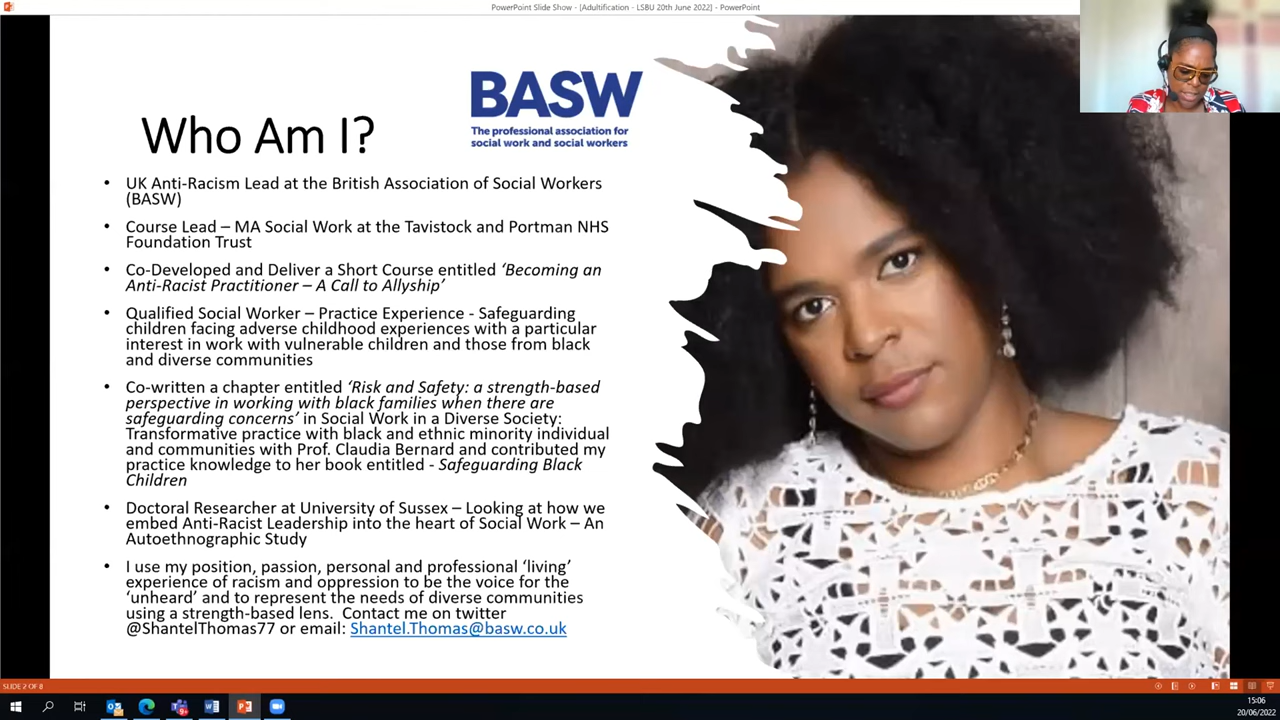 PowerPoint Slide Show - [Adultification - LSBU 20th June 2022] - PowerPoint
BASW
The professional association for
social work and social workers
Who Am I?
• UK Anti-Racism Lead at the British Association of Social Workers
(BASW)
• Course Lead – MA Social Work at the Tavistock and Portman NHS
Foundation Trust
• Co-Developed and Deliver a Short Course entitled ‘Becoming an
Anti-Racist Practitioner – A Call to Allyship’
• Qualified Social Worker – Practice Experience - Safeguarding
children facing adverse childhood experiences with a particular
interest in work with vulnerable children and those from black
and diverse communities
• Co-written a chapter entitled ‘Risk and Safety: a strength-based
perspective in working with black families when there are
safeguarding concerns’ in Social Work in a Diverse Society:
Transformative practice with black and ethnic minority individual
and communities with Prof. Claudia Bernard and contributed my
practice knowledge to her book entitled - Safeguarding Black
Children
• Doctoral Researcher at University of Sussex – Looking at how we
embed Anti-Racist Leadership into the heart of Social Work – An
Autoethnographic Study
• I use my position, passion, personal and professional ‘living’
experience of racism and oppression to be the voice for the
‘unheard’ and to represent the needs of diverse communities
using a strength-based lens. Contact me on twitter
@ShantelThomas77 or email: Shantel.Thomas@basw.co.uk
SLIDE 2 OF 8
15:06
20/06/2022